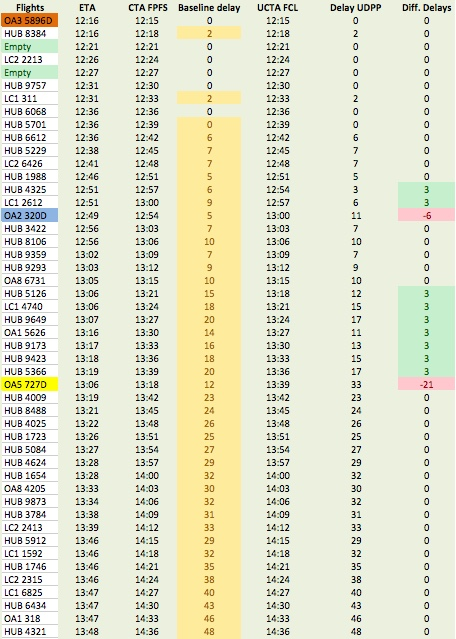 Flights ETA CTA FPFS Baseline delay UCTA FCL Delay UDPP Diff. Delays
OA3 5896D 12:16 12:15 0 12:15 0 0
HUB 8384 12:16 12:18 2 12:18 2 0
Empty 12:21 12:21 0 12:21 0 0
LC2 2213 12:26 12:24 0 12:24 0 0
Empty 12:27 12:27 0 12:27 0 0
HUB 9757 12:31 12:30 0 12:30 0 0
LC1 311 12:31 12:33 2 12:33 2 0
HUB 6068 12:36 12:36 0 12:36 0 0
HUB 5701 12:36 12:39 0 12:39 0 0
HUB 6612 12:36 12:42 6 12:42 6 0
HUB 5229 12:38 12:45 7 12:45 7 0
LC2 6426 12:41 12:48 7 12:48 7 0
HUB 1988 12:46 12:51 5 12:51 5 0
HUB 4325 12:51 12:57 6 12:54 3 3
LC1 2612 12:51 13:00 9 12:57 6 3
OA2 320D 12:49 12:54 5 13:00 11 -6
HUB 3422 12:56 13:03 7 13:03 7 0
HUB 8106 12:56 13:06 10 13:06 10 0
HUB 9359 13:02 13:09 7 13:09 7 0
HUB 9293 13:03 13:12 9 13:12 9 0
OA8 6731 13:05 13:15 10 13:15 10 0
HUB 5126 13:06 13:21 15 13:18 12 3
LC1 4740 13:06 13:24 18 13:21 15 3
HUB 9649 13:07 13:27 20 13:24 17 3
OA1 5626 13:16 13:30 14 13:27 11 3
HUB 9173 13:17 13:33 16 13:30 13 3
HUB 9423 13:18 13:36 18 13:33 15 3
HUB 5366 13:19 13:39 20 13:36 17 3
OA5 727D 13:06 13:18 12 13:39 33 -21
HUB 4009 13:19 13:42 23 13:42 23 0
HUB 8488 13:21 13:45 24 13:45 24 0
HUB 4025 13:22 13:48 26 13:48 26 0
HUB 1723 13:26 13:51 25 13:51 25 0
HUB 5084 13:27 13:54 27 13:54 27 0
HUB 4624 13:28 13:57 29 13:57 29 0
HUB 1654 13:28 14:00 32 14:00 32 0
OA8 4205 13:33 14:03 30 14:03 30 0
HUB 9873 13:34 14:06 32 14:06 32 0
HUB 3784 13:38 14:09 31 14:09 31 0
LC2 2413 13:39 14:12 33 14:12 33 0
HUB 5912 13:46 14:15 29 14:15 29 0
LC1 1592 13:46 14:18 32 14:18 32 0
HUB 1746 13:46 14:21 35 14:21 35 0
LC2 2315 13:46 14:24 38 14:24 38 0
LC1 6825 13:47 14:27 40 14:27 40 0
HUB 6434 13:47 14:30 43 14:30 43 0
OA1 318 13:47 14:33 46 14:33 46 0
HUB 4321 13:48 14:36 48 14:36 48 0